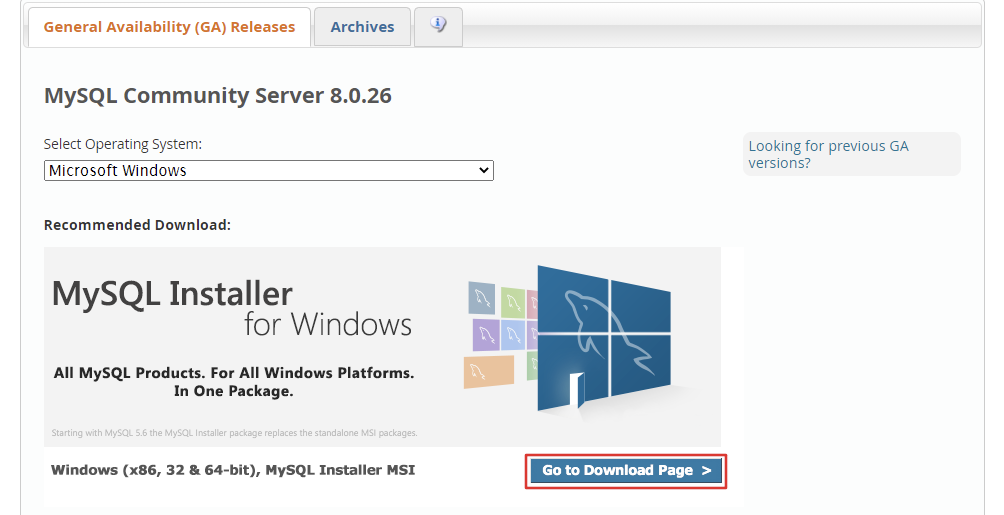 General Availability (GA) Releases
Archives
MySQL Community Server 8.0.26
Select Operating System:
Microsoft Windows
Looking for previous GA
versions?
Recommended Download:
MySQL Installer
for Windows
All MySQL Products. For All Windows Platforms.
In One Package.
Starting with MySQL 5.6 the MySQL Installer package replaces the standalone MSI packages.
Windows (x86, 32 & 64-bit), MySQL Installer MSI
Go to Download Page >